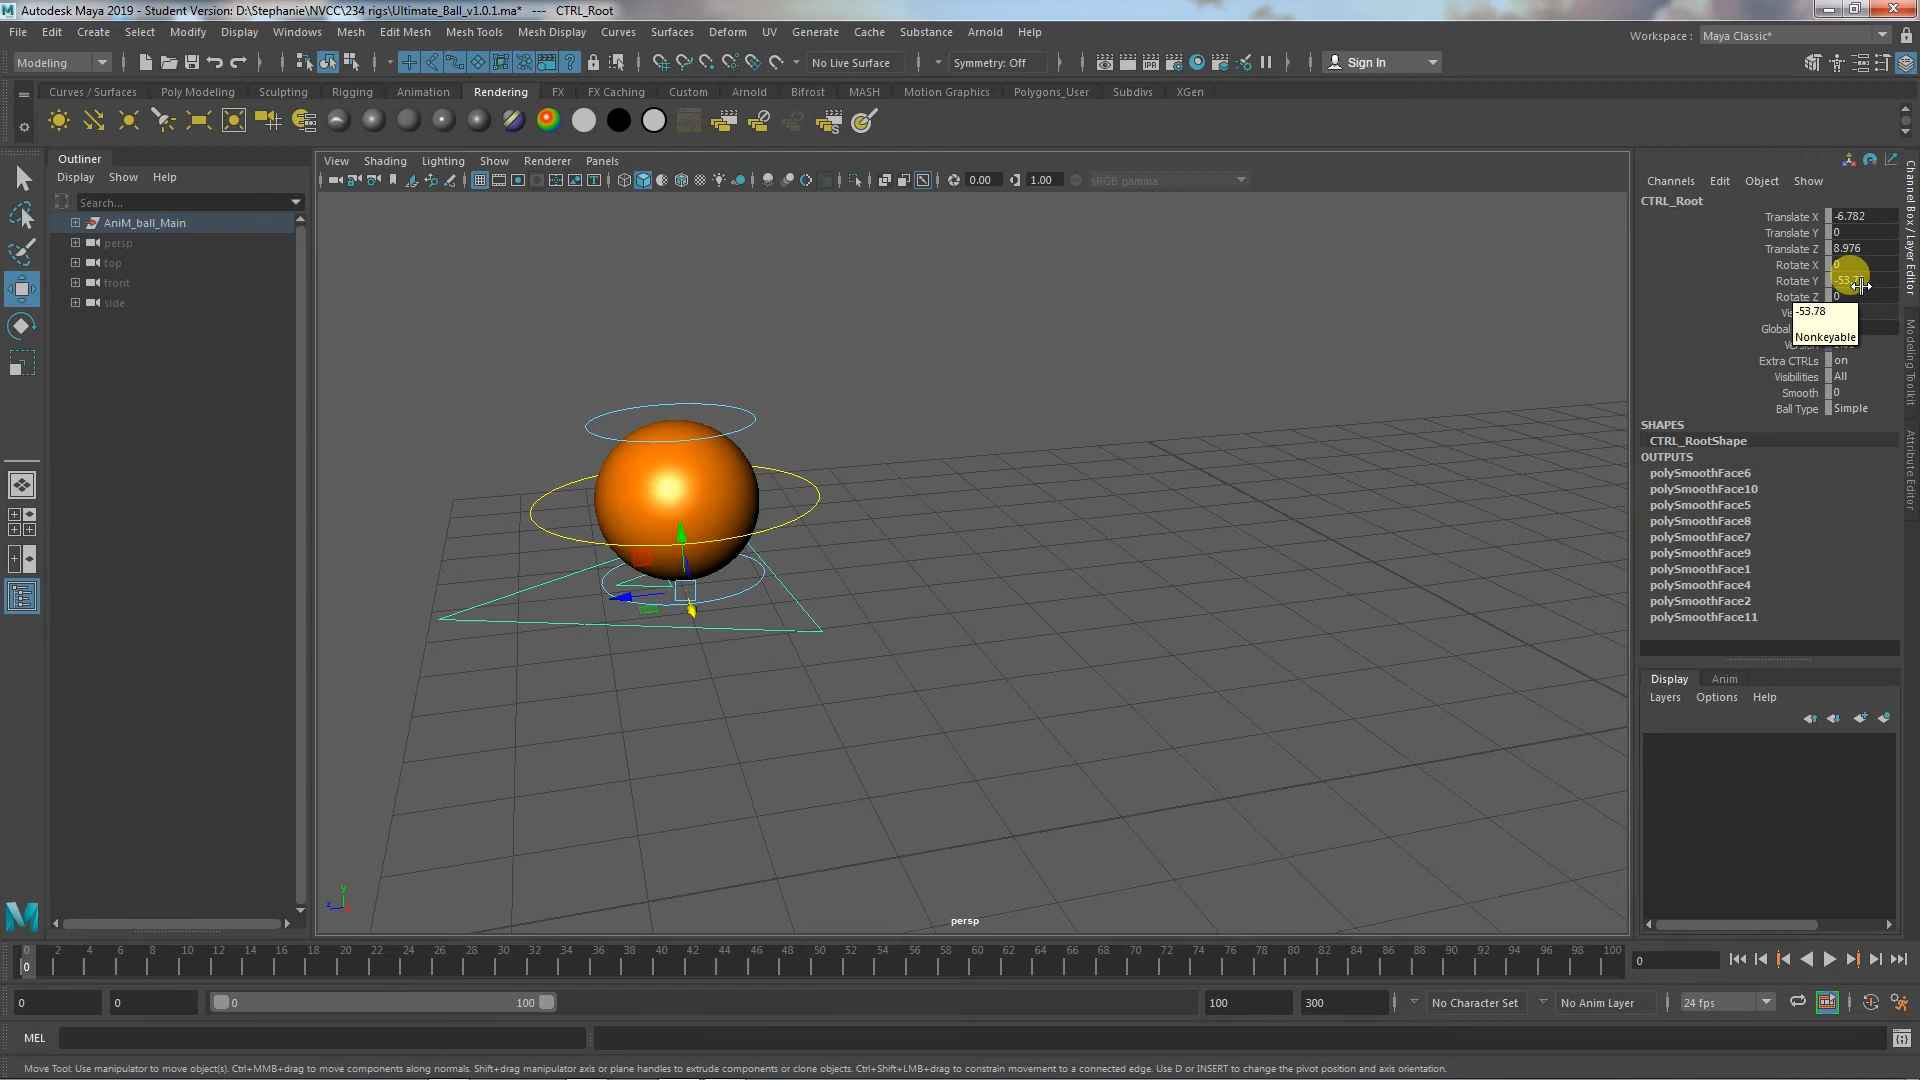 Autodesk Maya 2019 - Student Version: D:\Stephanie\NVCC\234 rigs\Ultimate_Ball_v1.0.1.ma* --- CTRL_Root
File Edit Create Select Modify Display Windows Mesh Edit Mesh Mesh Tools Mesh Display Curves Surfaces Deform UV Generate Cache Substance Arnold Help
Workspace : Maya Classic*
Modeling No Live Surface Symmetry: Off Sign In
Curves / Surfaces Poly Modeling Sculpting Rigging Animation Rendering FX FX Caching Custom Arnold Bifrost MASH Motion Graphics Polygons_User Subdivs XGen
IPR
Outliner
Display Show Help
Search...
AniM_ball_Main
persp
top
front
side
View Shading Lighting Show Renderer Panels
0.00 1.00 sRGB gamma
y
z
persp
Channels Edit Object Show
CTRL_Root
Translate X -6.782
Translate Y 0
Translate Z 8.976
Rotate X 0
Rotate Y -53.7
Rotate Z 0
-53.78
Nonkeyable
Global
Extra CTRLs on
Visibilities All
Smooth 0
Ball Type Simple
SHAPES
CTRL_RootShape
OUTPUTS
polySmoothFace6
polySmoothFace10
polySmoothFace5
polySmoothFace8
polySmoothFace7
polySmoothFace9
polySmoothFace1
polySmoothFace4
polySmoothFace2
polySmoothFace11
Display Anim
Layers Options Help
Channel Box / Layer Editor
Modeling Toolkit
Attribute Editor
0 2 4 6 8 10 12 14 16 18 20 22 24 26 28 30 32 34 36 38 40 42 44 46 48 50 52 54 56 58 60 62 64 66 68 70 72 74 76 78 80 82 84 86 88 90 92 94 96 98 100
0
0
0 0 0 100 100 300 No Character Set No Anim Layer 24 fps
MEL
Move Tool: Use manipulator to move object(s). Ctrl+MMB+drag to move components along normals. Shift+drag manipulator axis or plane handles to extrude components or clone objects. Ctrl+Shift+LMB+drag to constrain movement to a connected edge. Use D or INSERT to change the pivot position and axis orientation.